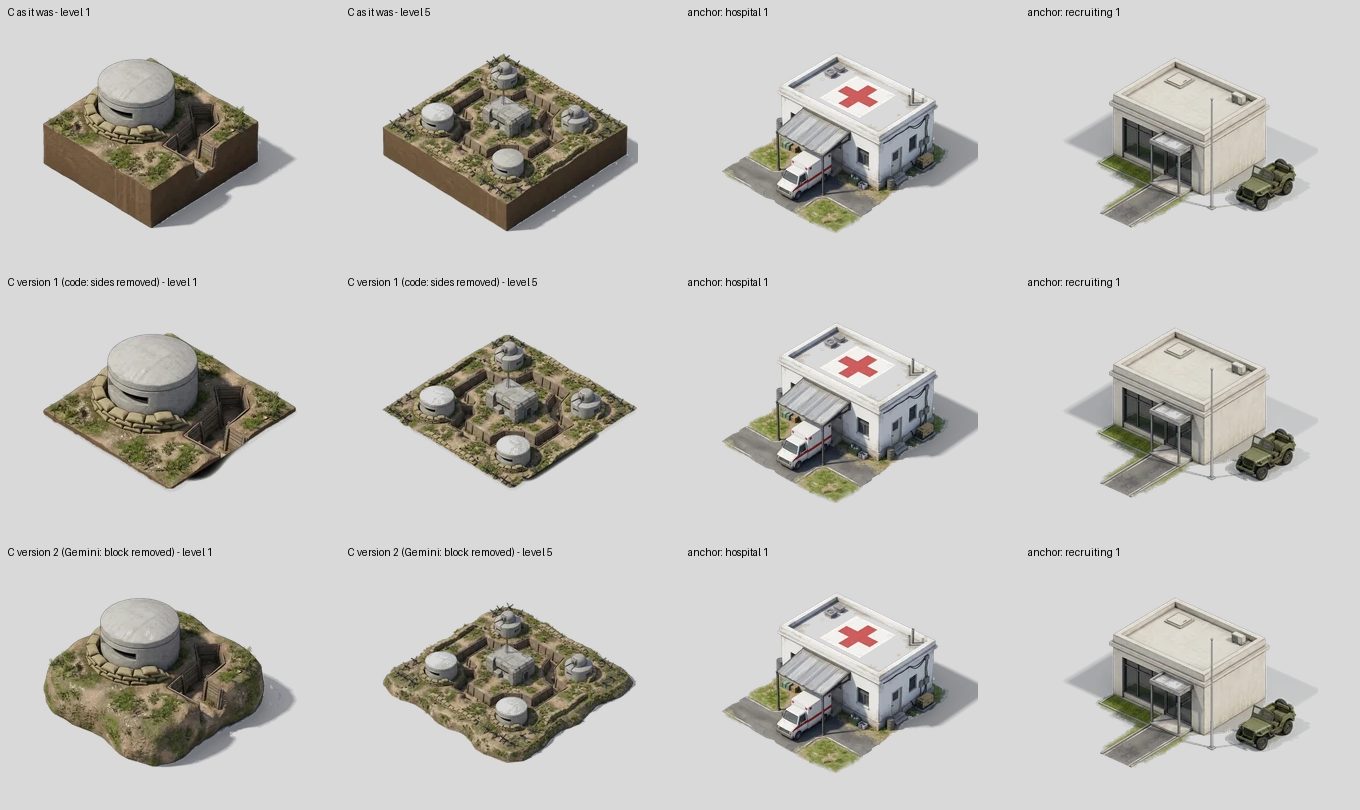 C as it was - level 1
C as it was - level 5
anchor: hospital 1
anchor: recruiting 1
C version 1 (code: sides removed) - level 1
C version 1 (code: sides removed) - level 5
anchor: hospital 1
anchor: recruiting 1
C version 2 (Gemini: block removed) - level 1
C version 2 (Gemini: block removed) - level 5
anchor: hospital 1
anchor: recruiting 1